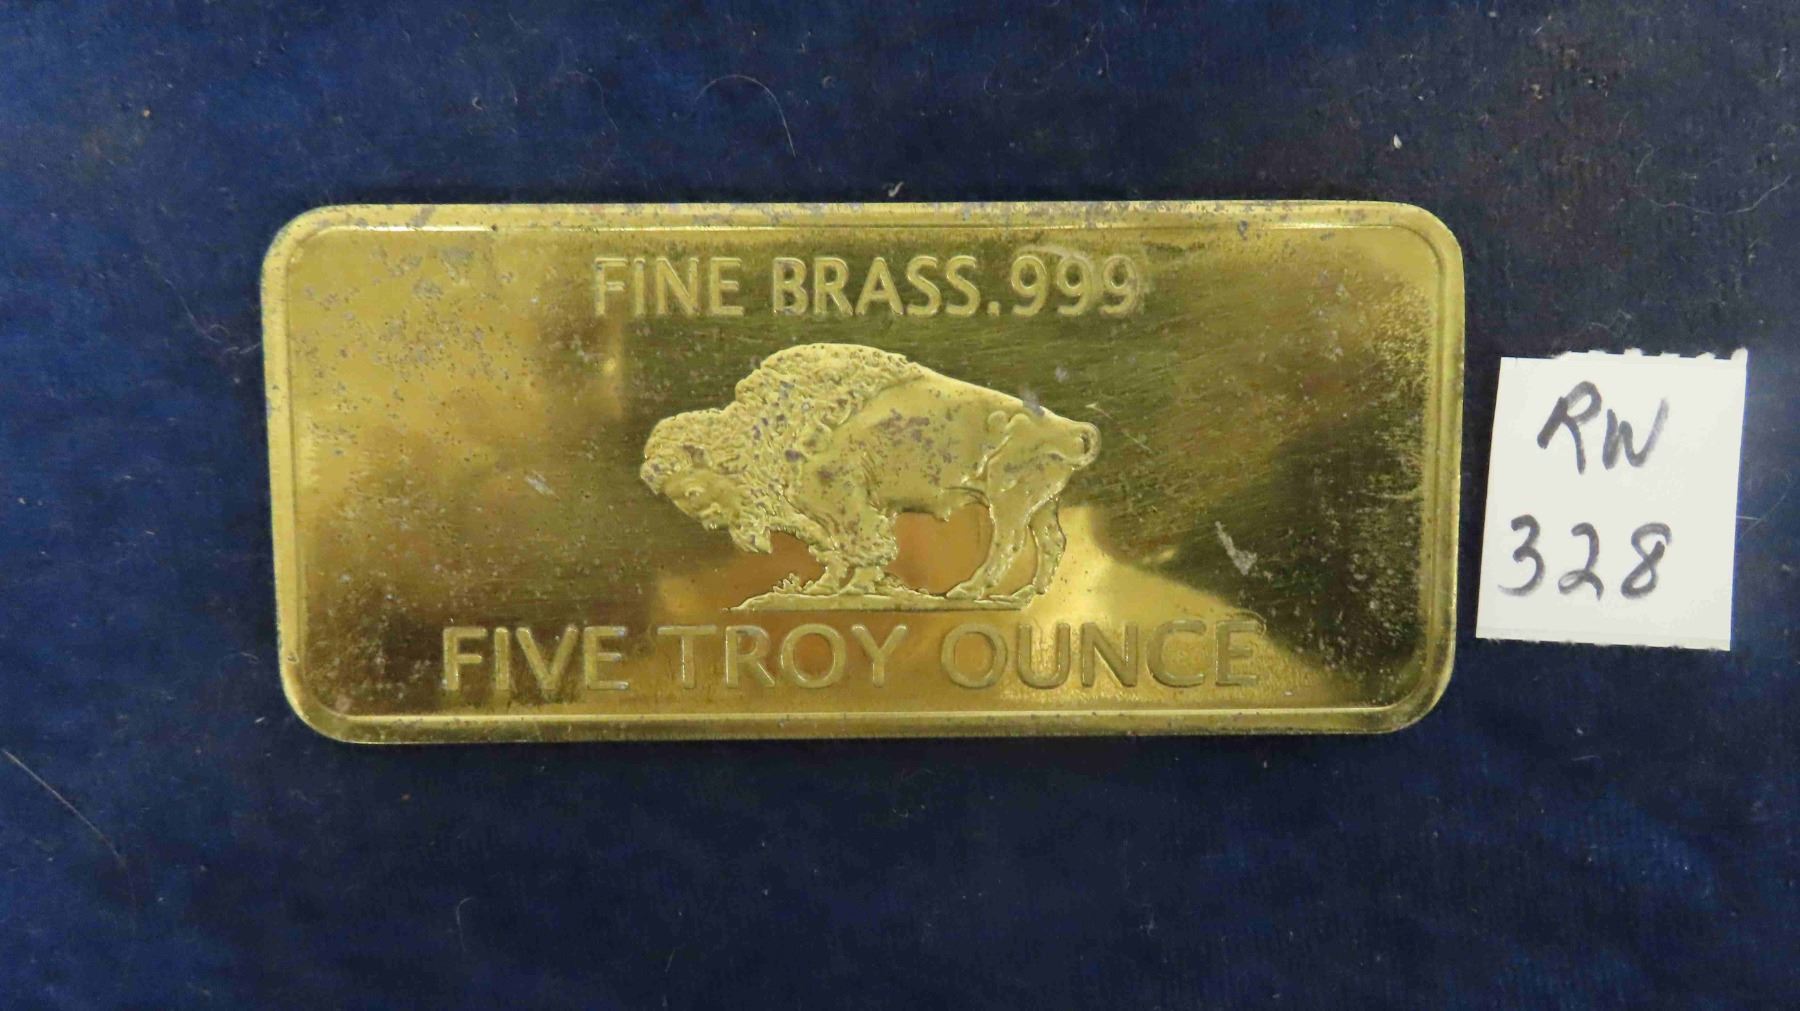 FINE BRASS.999
FIVE TROY OUNCE
RW
328